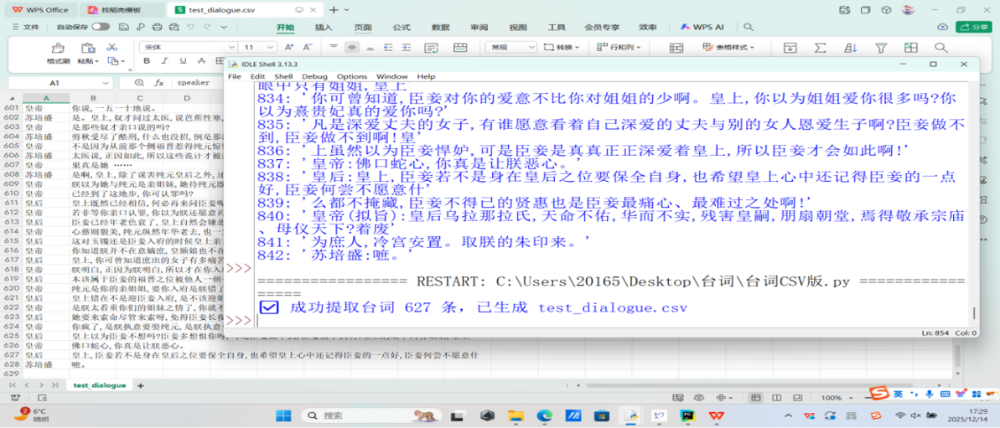 WPS Office 找稻壳模板 test_dialogue.csv
文件 自动保存 开始 插入 页面 公式 数据 审阅 视图 工具 会员专享 效率 WPS AI 分享
格式刷 粘贴 宋体 11 常规 转换 行和列 表格样式
A1 fx speaker
A B C D
601 皇帝 你说,一五一十地说。
602 苏培盛 是。皇上,奴才问过太医,说芭蕉性寒,
603 皇帝 是那些奴才亲口说的吗?
604 苏培盛 剪秋受尽了酷刑,什么也没招,倒是那
605 皇帝 不是因为从前那个侧福晋惹得纯元惊
606 苏培盛 太医说,正因如此,所以这些诡计才被
607 皇帝 果真是她 ……
608 苏培盛 是啊,皇上,除了谋害纯元皇后之外,还
609 皇帝 朕以为她与纯元是亲姐妹,她待纯元既
610 皇帝 已经到了这地步,你可认罪吗?
611 皇后 皇上既然已经相信,何必再来问臣妾呢
612 皇帝 若非等你亲口认罪,你以为朕还愿意再
613 皇后 臣妾已经年老色衰了,皇上自然会嫌恶
614 皇帝 心慈则貌美,纯元纵然年华老去,也一
615 皇后 这对玉镯还是臣妾入府的时候皇上亲
616 皇帝 你知道朕并不在意嫡庶,皇额娘也不在
617 皇后 皇上,你可曾知道庶出的女子有多痛苦
618 皇帝 朕明白,正因为朕明白,所以才在你入
619 皇后 本该属于臣妾的福晋之位被他人一朝
620 皇帝 纯元是你的亲姐姐,要你入府是朕错了
621 皇后 皇上错在不是迎臣妾入府,是不该迎姐
622 皇帝 是朕太看重你们的姐妹之情了,你就不
623 皇后 她要来索命尽管来索呀,免得臣妾长夜
624 皇帝 你疯了,是朕执意要娶纯元,是朕执意
625 皇后 皇上以为臣妾不想吗?臣妾多想恨你呀
626 皇帝 佛口蛇心,你真是让朕恶心。
627 皇后 皇上,臣妾若不是身在皇后之位要保全自身,也希望皇上心中还记得臣妾的一点好,臣妾何尝不愿意什
628 苏培盛 嗻。
629
test_dialogue
100%
IDLE Shell 3.13.3
File Edit Shell Debug Options Window Help
眼中只有姐姐,皇上
834: '你可曾知道,臣妾对你的爱意不比你对姐姐的少啊。皇上,你以为姐姐爱你很多吗?你
以为熹贵妃真的爱你吗?'
835: '凡是深爱丈夫的女子,有谁愿意看着自己深爱的丈夫与别的女人恩爱生子啊?臣妾做不
到,臣妾做不到啊!皇'
836: '上虽然以为臣妾悍妒,可是臣妾是真真正正深爱着皇上,所以臣妾才会如此啊!'
837: '皇帝:佛口蛇心,你真是让朕恶心。'
838: '皇后:皇上,臣妾若不是身在皇后之位要保全自身,也希望皇上心中还记得臣妾的一点
好,臣妾何尝不愿意什'
839: '么都不掩藏,臣妾不得已的贤惠也是臣妾最痛心、最难过之处啊!'
840: '皇帝(拟旨):皇后乌拉那拉氏,天命不佑,华而不实,残害皇嗣,朋扇朝堂,焉得敬承宗庙
、母仪天下?着废'
841: '为庶人,冷宫安置。取朕的朱印来。'
842: '苏培盛:嗻。'
>>>
================= RESTART: C:\Users\20165\Desktop\台词\台词CSV版.py ============
=====
成功提取台词 627 条，已生成 test_dialogue.csv
>>>
Ln: 854 Col: 0
英
2 6°C
晴朗
搜索
17:29
2025/12/14